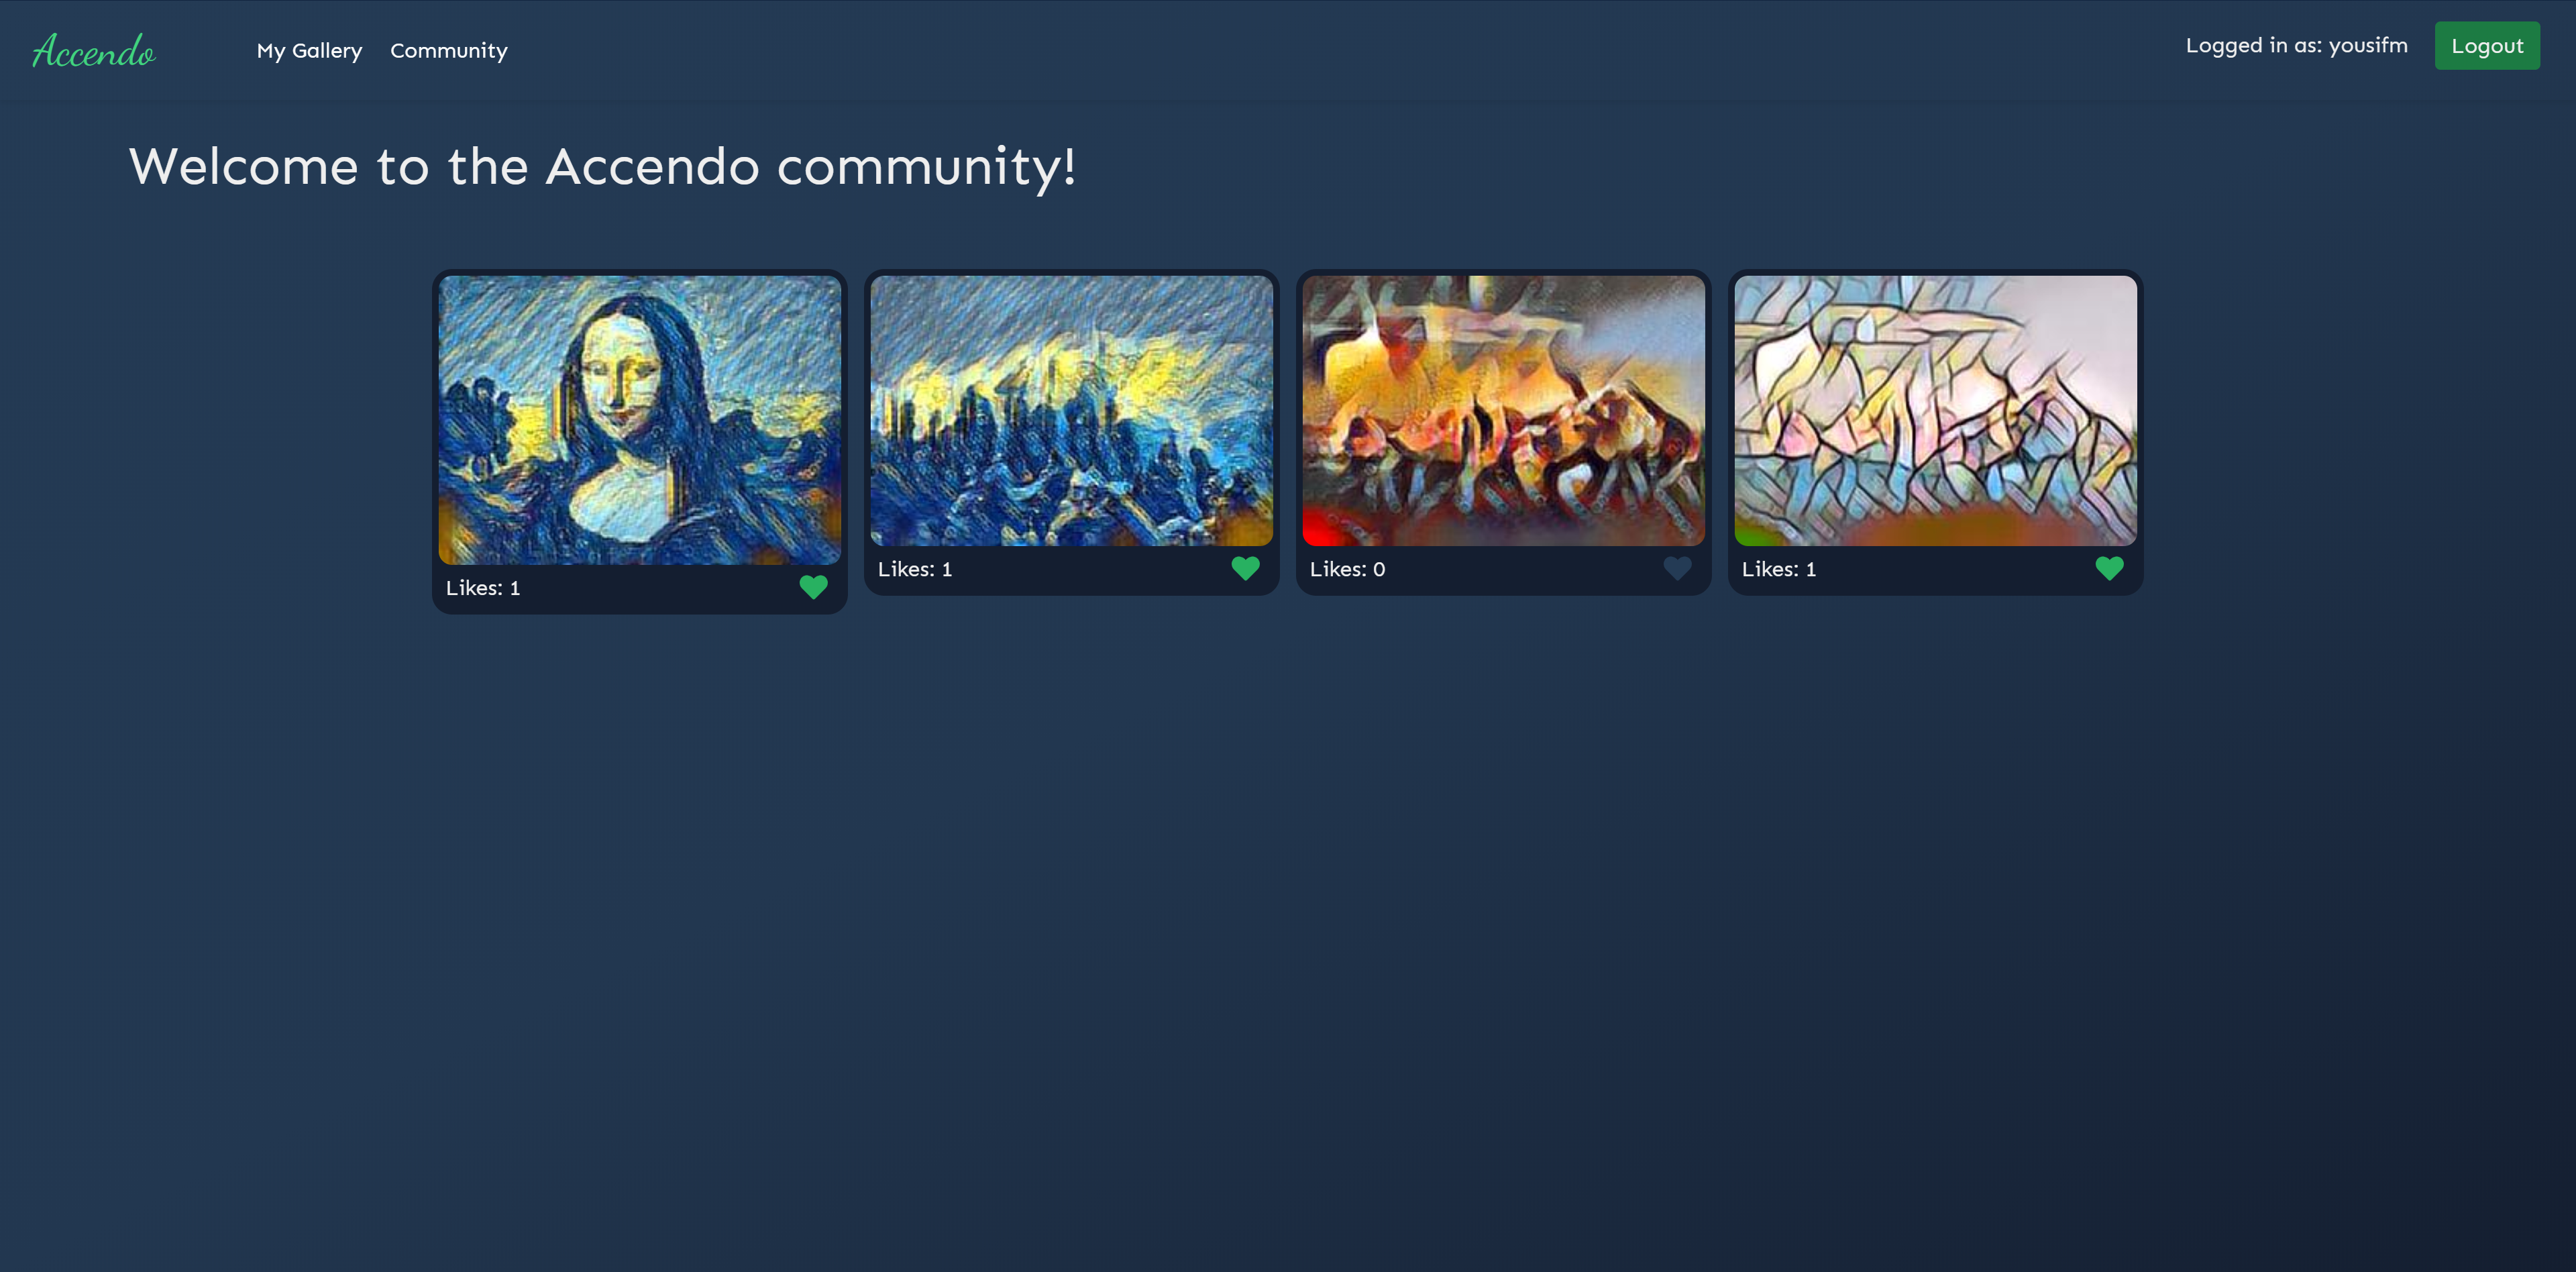 Accendo
My Gallery
Community
Logged in as: yousifm
Logout
Welcome to the Accendo community!
Likes: 1
Likes: 1
Likes: 0
Likes: 1